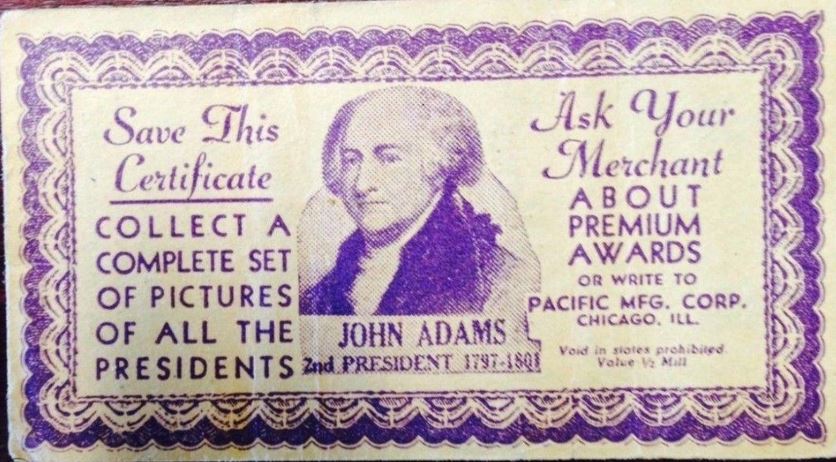 Save This
Certificate
COLLECT A
COMPLETE SET
OF PICTURES
OF ALL THE
PRESIDENTS
JOHN ADAMS
2nd PRESIDENT 1797-1801
Ask Your
Merchant
ABOUT
PREMIUM
AWARDS
OR WRITE TO
PACIFIC MFG. CORP.
CHICAGO, ILL.
Void in states prohibited.
Value ½ Mill